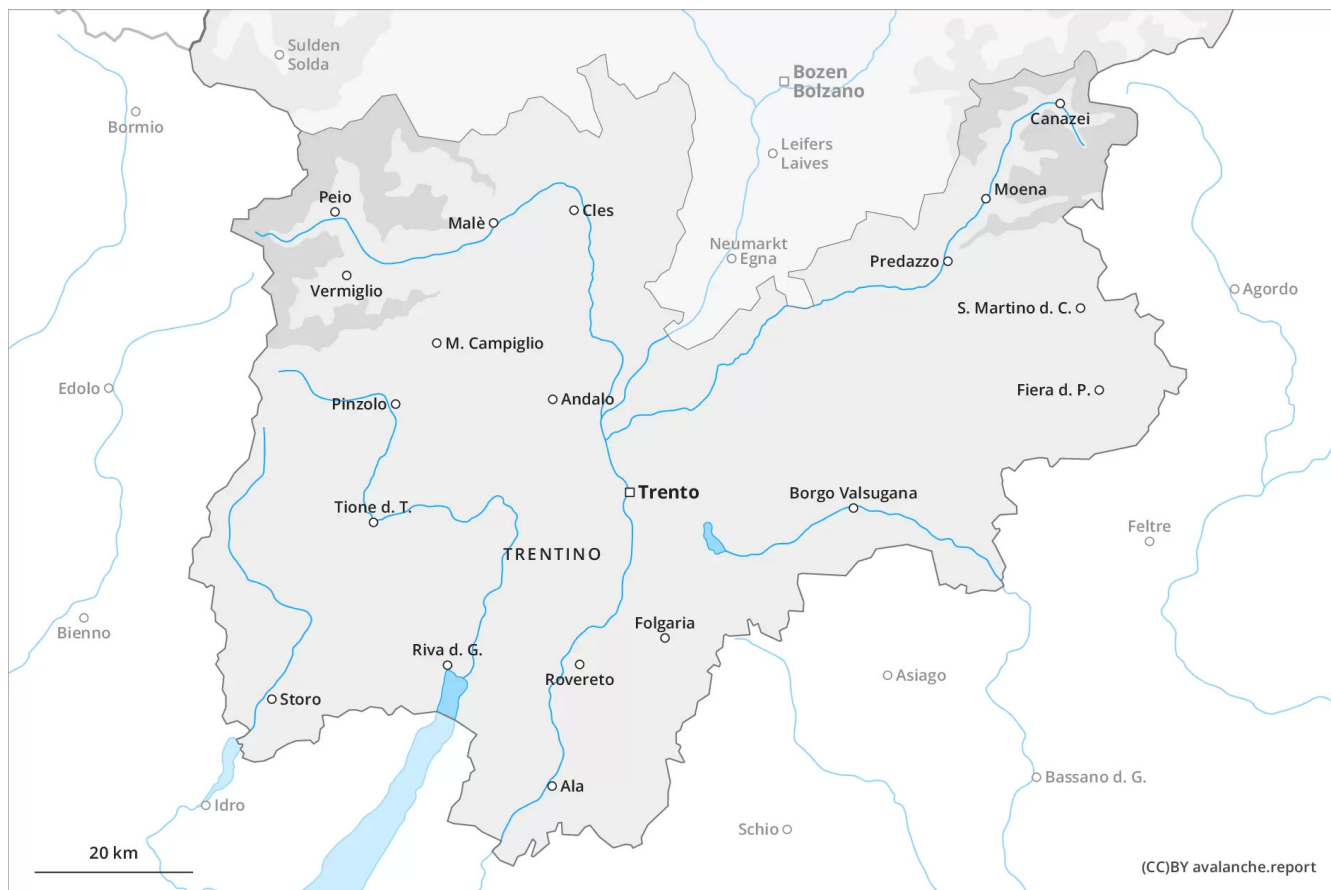 Sulden
Solda
Bozen
Bolzano
Bormio
Canazei
Leifers
Laives
Peio
Moena
Malè
Cles
Neumarkt
Egna
Predazzo
Vermiglio
Agordo
S. Martino d. C.
M. Campiglio
Edolo
Fiera d. P.
Pinzolo
Andalo
Trento
Borgo Valsugana
Tione d. T.
Feltre
TRENTINO
Bienno
Folgaria
Riva d. G.
Rovereto
Asiago
Storo
Bassano d. G.
Ala
Idro
Schio
20 km
(CC)BY avalanche.report